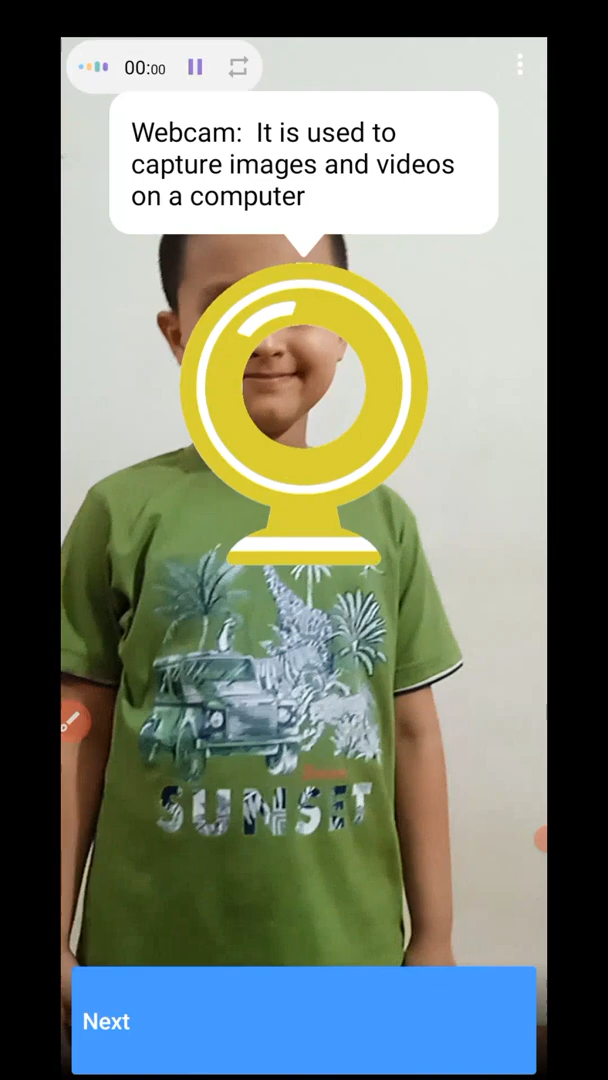 00:00
Webcam:  It is used to
capture images and videos
on a computer
SUNSET
Next